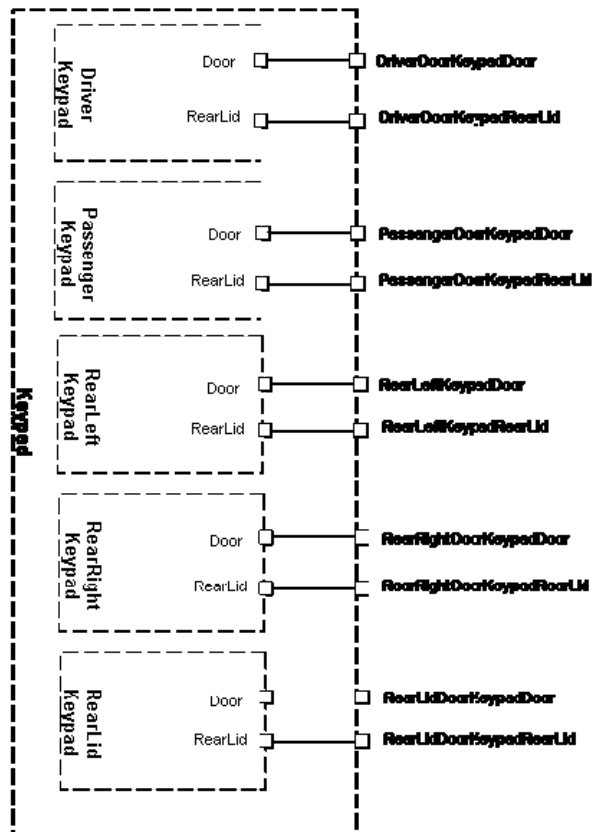 Keypad
Driver
Keypad
Door
DriverDoorKeypadDoor
RearLid
DriverDoorKeypadRearLid
Passenger
Keypad
Door
PassengerDoorKeypadDoor
RearLid
PassengerDoorKeypadRearLid
RearLeft
Keypad
Door
RearLeftKeypadDoor
RearLid
RearLeftKeypadRearLid
RearRight
Keypad
Door
RearRightDoorKeypadDoor
RearLid
RearRightDoorKeypadRearLid
RearLid
Keypad
Door
RearLidDoorKeypadDoor
RearLid
RearLidDoorKeypadRearLid